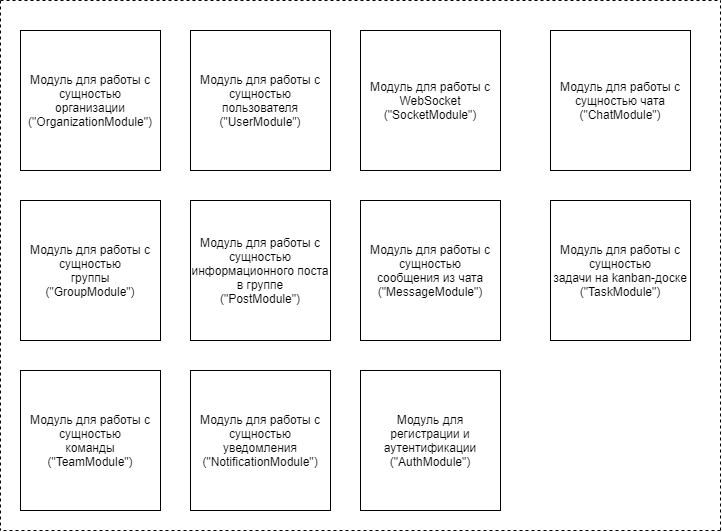 Модуль для работы с
сущностью
организации
("OrganizationModule")
Модуль для работы с
сущностью
пользователя
("UserModule")
Модуль для работы с
WebSocket
("SocketModule")
Модуль для работы с
сущностью чата
("ChatModule")
Модуль для работы с
сущностью
группы
("GroupModule")
Модуль для работы с
сущностью
информационного поста
в группе
("PostModule")
Модуль для работы с
сущностью
сообщения из чата
("MessageModule")
Модуль для работы с
сущностью
задачи на kanban-доске
("TaskModule")
Модуль для работы с
сущностью
команды
("TeamModule")
Модуль для работы с
сущностью
уведомления
("NotificationModule")
Модуль для
регистрации и
аутентификации
("AuthModule")